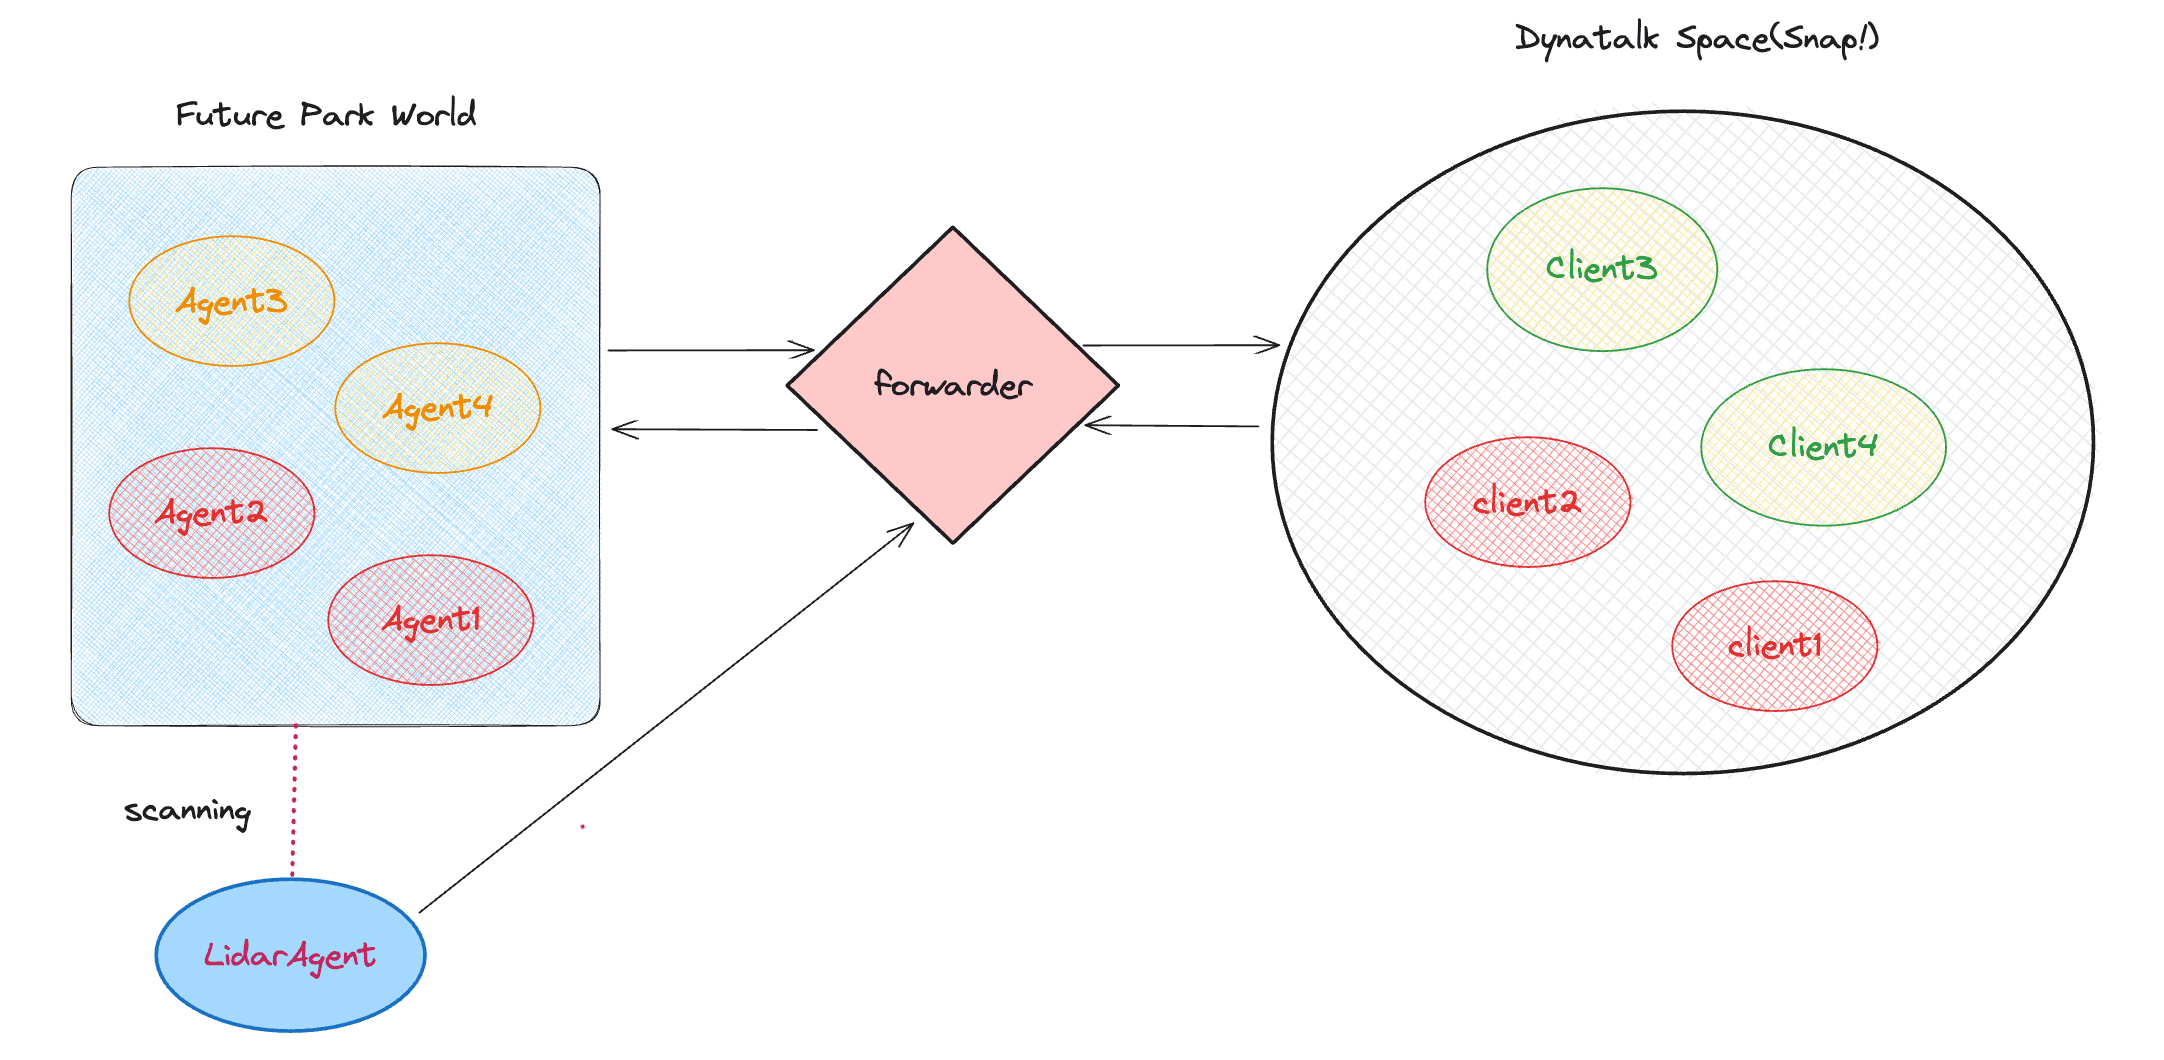 Dynatalk Space(Snap!)
Future Park World
Agent3
Agent4
Agent2
Agent1
forwarder
Client3
Client4
client2
client1
scanning
LidarAgent